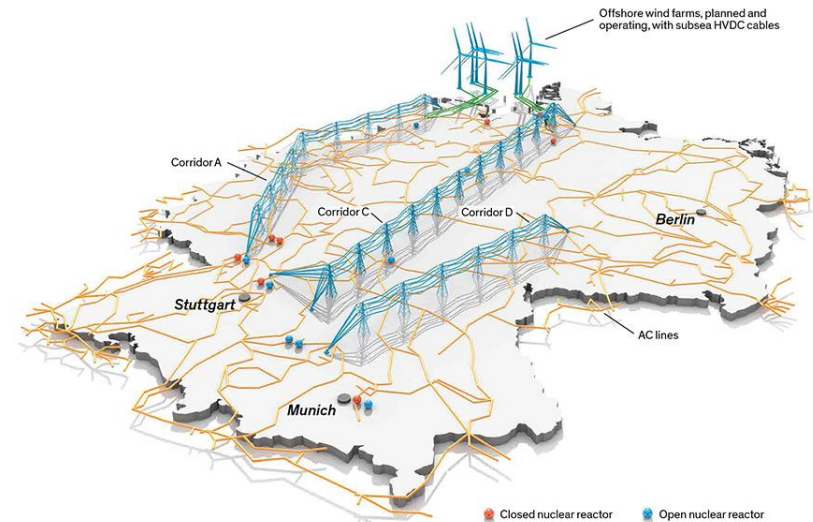 Offshore wind farms, planned and
operating, with subsea HVDC cables
Corridor A
Corridor C
Corridor D
Berlin
Stuttgart
AC lines
Munich
Closed nuclear reactor
Open nuclear reactor